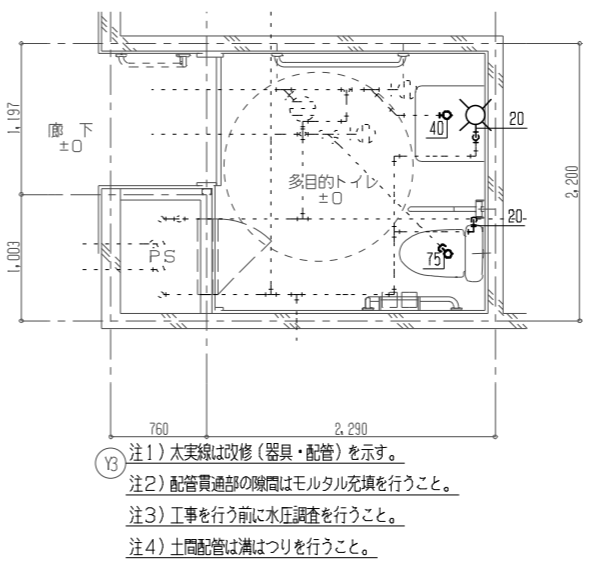 1,197
廊 下
±0
40
20
多目的トイレ
±0
2,200
20
1,003
PS
75
760
2,290
Y3
注1）太実線は改修（器具・配管）を示す。
注2）配管貫通部の隙間はモルタル充填を行うこと。
注3）工事を行う前に水圧調査を行うこと。
注4）土間配管は溝はつりを行うこと。